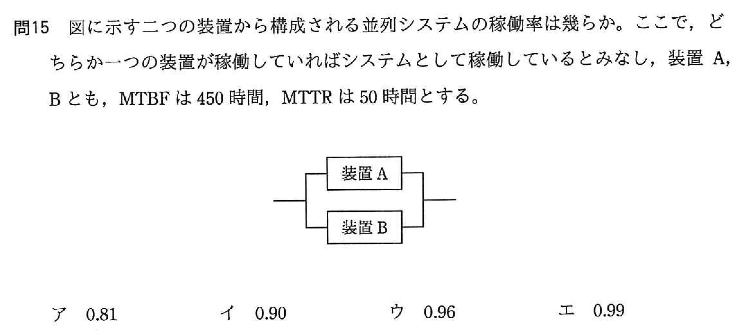 問15 図に示す二つの装置から構成される並列システムの稼働率は幾らか。ここで，ど
ちらか一つの装置が稼働していればシステムとして稼働しているとみなし，装置 A，
B とも，MTBF は 450 時間，MTTR は 50 時間とする。
装置 A
装置 B
ア 0.81 イ 0.90 ウ 0.96 エ 0.99